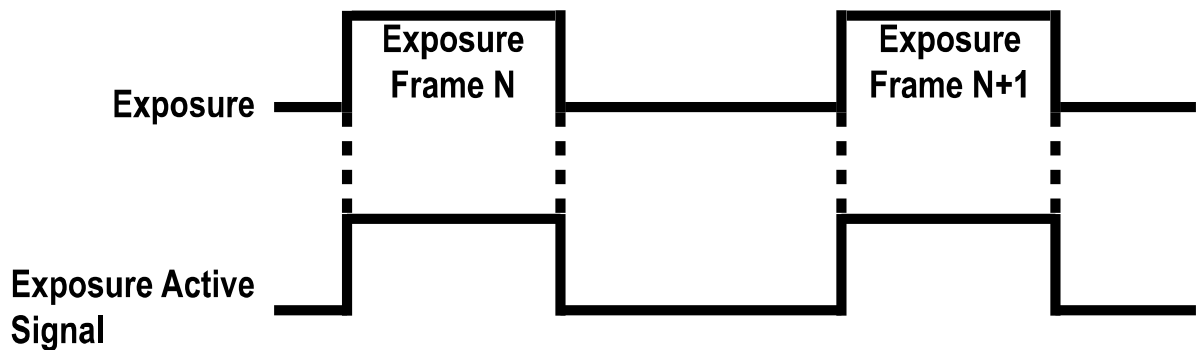 Exposure
Frame N
Exposure
Frame N+1
Exposure
Exposure Active
Signal